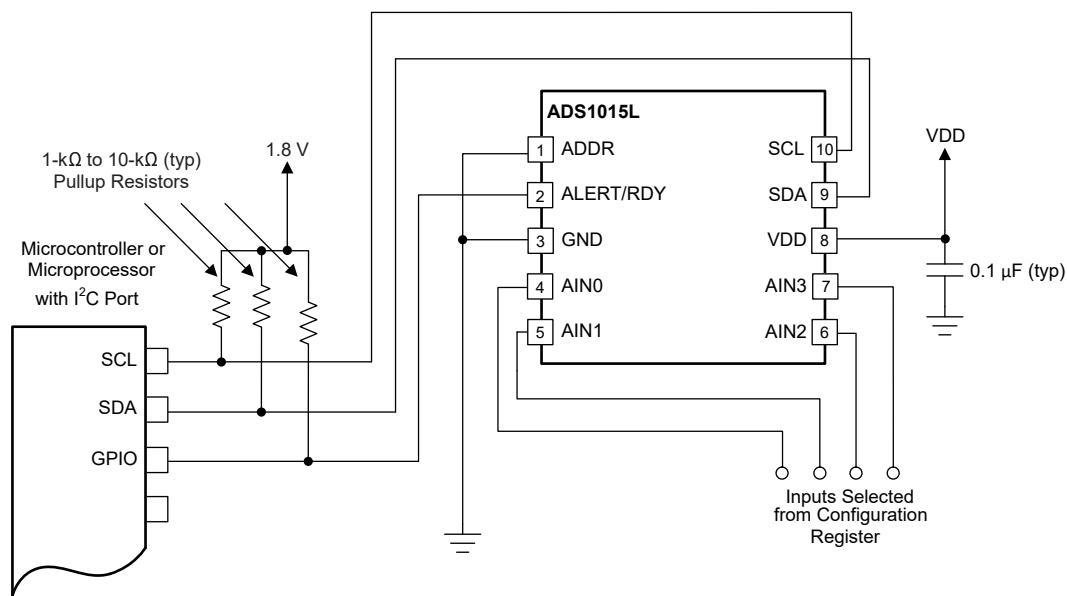 ADS1015L
1 ADDR
2 ALERT/RDY
3 GND
4 AIN0
5 AIN1
SCL 10
SDA 9
VDD 8
AIN3 7
AIN2 6
VDD
0.1 µF (typ)
1.8 V
1-kΩ to 10-kΩ (typ)
Pullup Resistors
Microcontroller or
Microprocessor
with I²C Port
SCL
SDA
GPIO
Inputs Selected
from Configuration
Register